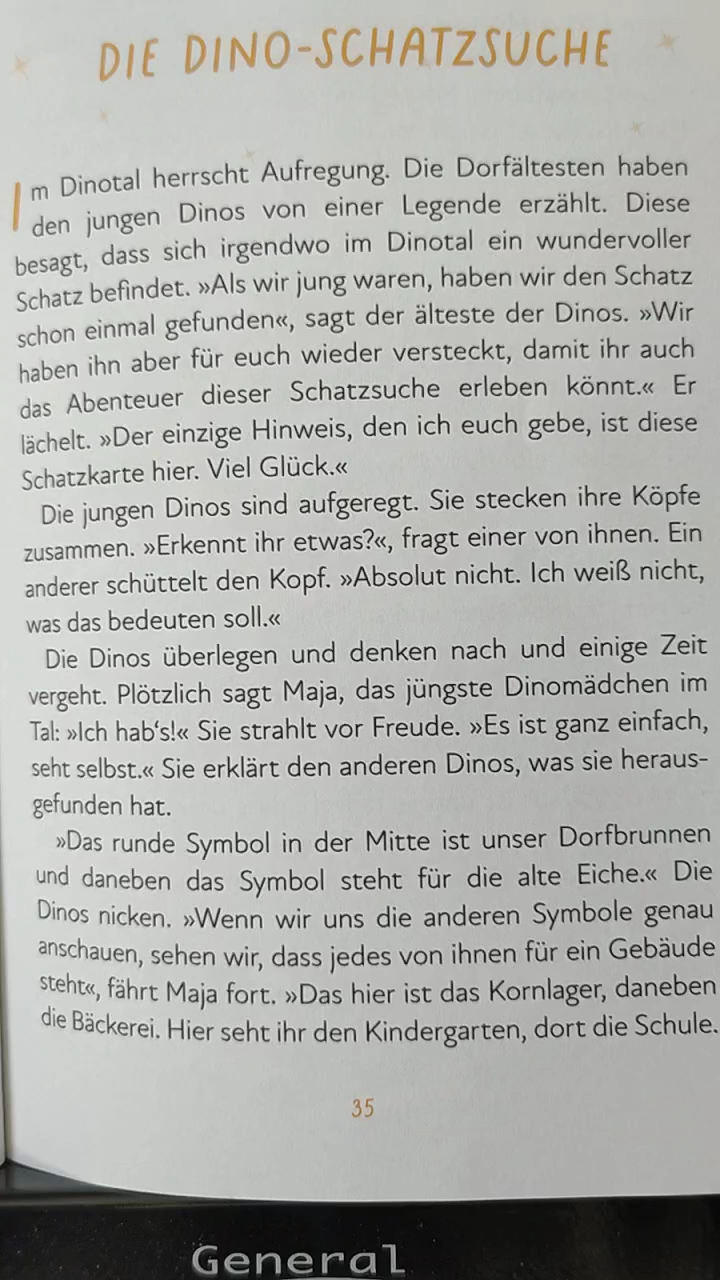 DIE DINO-SCHATZSUCHE
Im Dinotal herrscht Aufregung. Die Dorfältesten haben
den jungen Dinos von einer Legende erzählt. Diese
besagt, dass sich irgendwo im Dinotal ein wundervoller
Schatz befindet. »Als wir jung waren, haben wir den Schatz
schon einmal gefunden«, sagt der älteste der Dinos. »Wir
haben ihn aber für euch wieder versteckt, damit ihr auch
das Abenteuer dieser Schatzsuche erleben könnt.« Er
lächelt. »Der einzige Hinweis, den ich euch gebe, ist diese
Schatzkarte hier. Viel Glück.«
Die jungen Dinos sind aufgeregt. Sie stecken ihre Köpfe
zusammen. »Erkennt ihr etwas?«, fragt einer von ihnen. Ein
anderer schüttelt den Kopf. »Absolut nicht. Ich weiß nicht,
was das bedeuten soll.«
Die Dinos überlegen und denken nach und einige Zeit
vergeht. Plötzlich sagt Maja, das jüngste Dinomädchen im
Tal: »Ich hab‘s!« Sie strahlt vor Freude. »Es ist ganz einfach,
seht selbst.« Sie erklärt den anderen Dinos, was sie heraus-
gefunden hat.
»Das runde Symbol in der Mitte ist unser Dorfbrunnen
und daneben das Symbol steht für die alte Eiche.« Die
Dinos nicken. »Wenn wir uns die anderen Symbole genau
anschauen, sehen wir, dass jedes von ihnen für ein Gebäude
steht«, fährt Maja fort. »Das hier ist das Kornlager, daneben
die Bäckerei. Hier seht ihr den Kindergarten, dort die Schule.
35
General